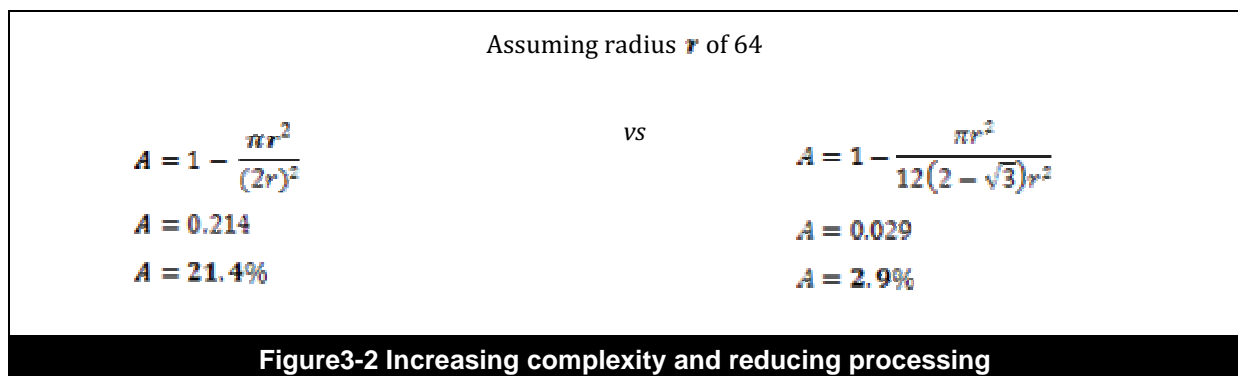 Assuming radius r of 64
A = 1 − πr² / (2r)²
A = 0.214
A = 21.4%
vs
A = 1 − πr² / 12(2 − √3)r²
A = 0.029
A = 2.9%
Figure3-2 Increasing complexity and reducing processing